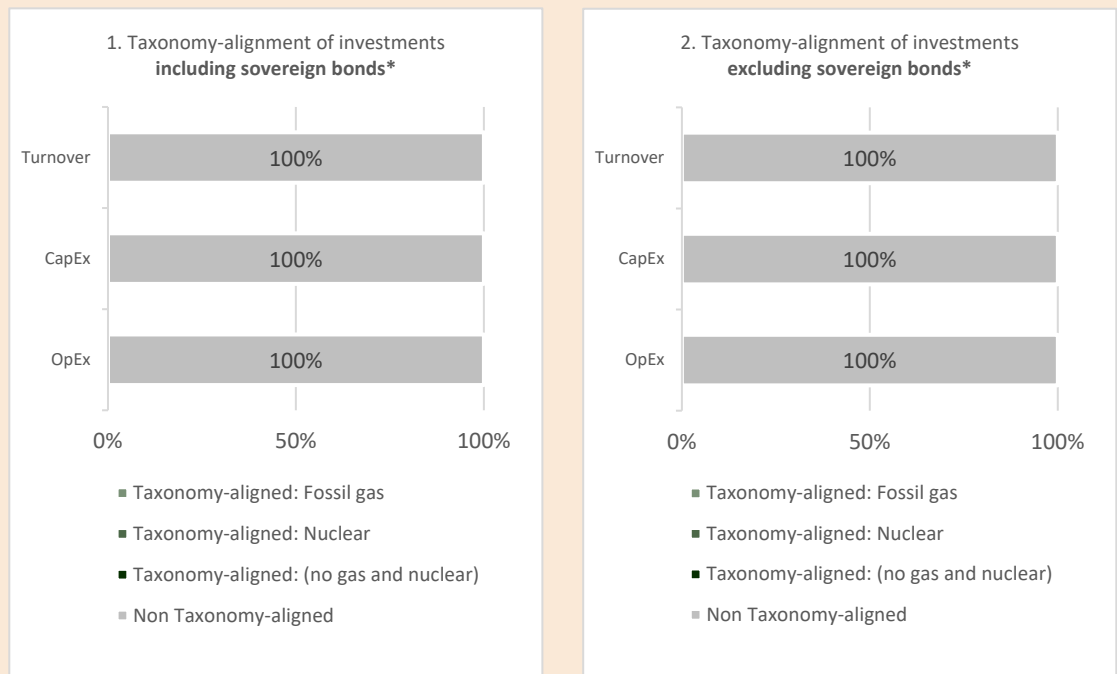 1. Taxonomy-alignment of investments
including sovereign bonds*
Turnover
100%
CapEx
100%
OpEx
100%
0%
50%
100%
■ Taxonomy-aligned: Fossil gas
■ Taxonomy-aligned: Nuclear
■ Taxonomy-aligned: (no gas and nuclear)
■ Non Taxonomy-aligned
2. Taxonomy-alignment of investments
excluding sovereign bonds*
Turnover
100%
CapEx
100%
OpEx
100%
0%
50%
100%
■ Taxonomy-aligned: Fossil gas
■ Taxonomy-aligned: Nuclear
■ Taxonomy-aligned: (no gas and nuclear)
■ Non Taxonomy-aligned